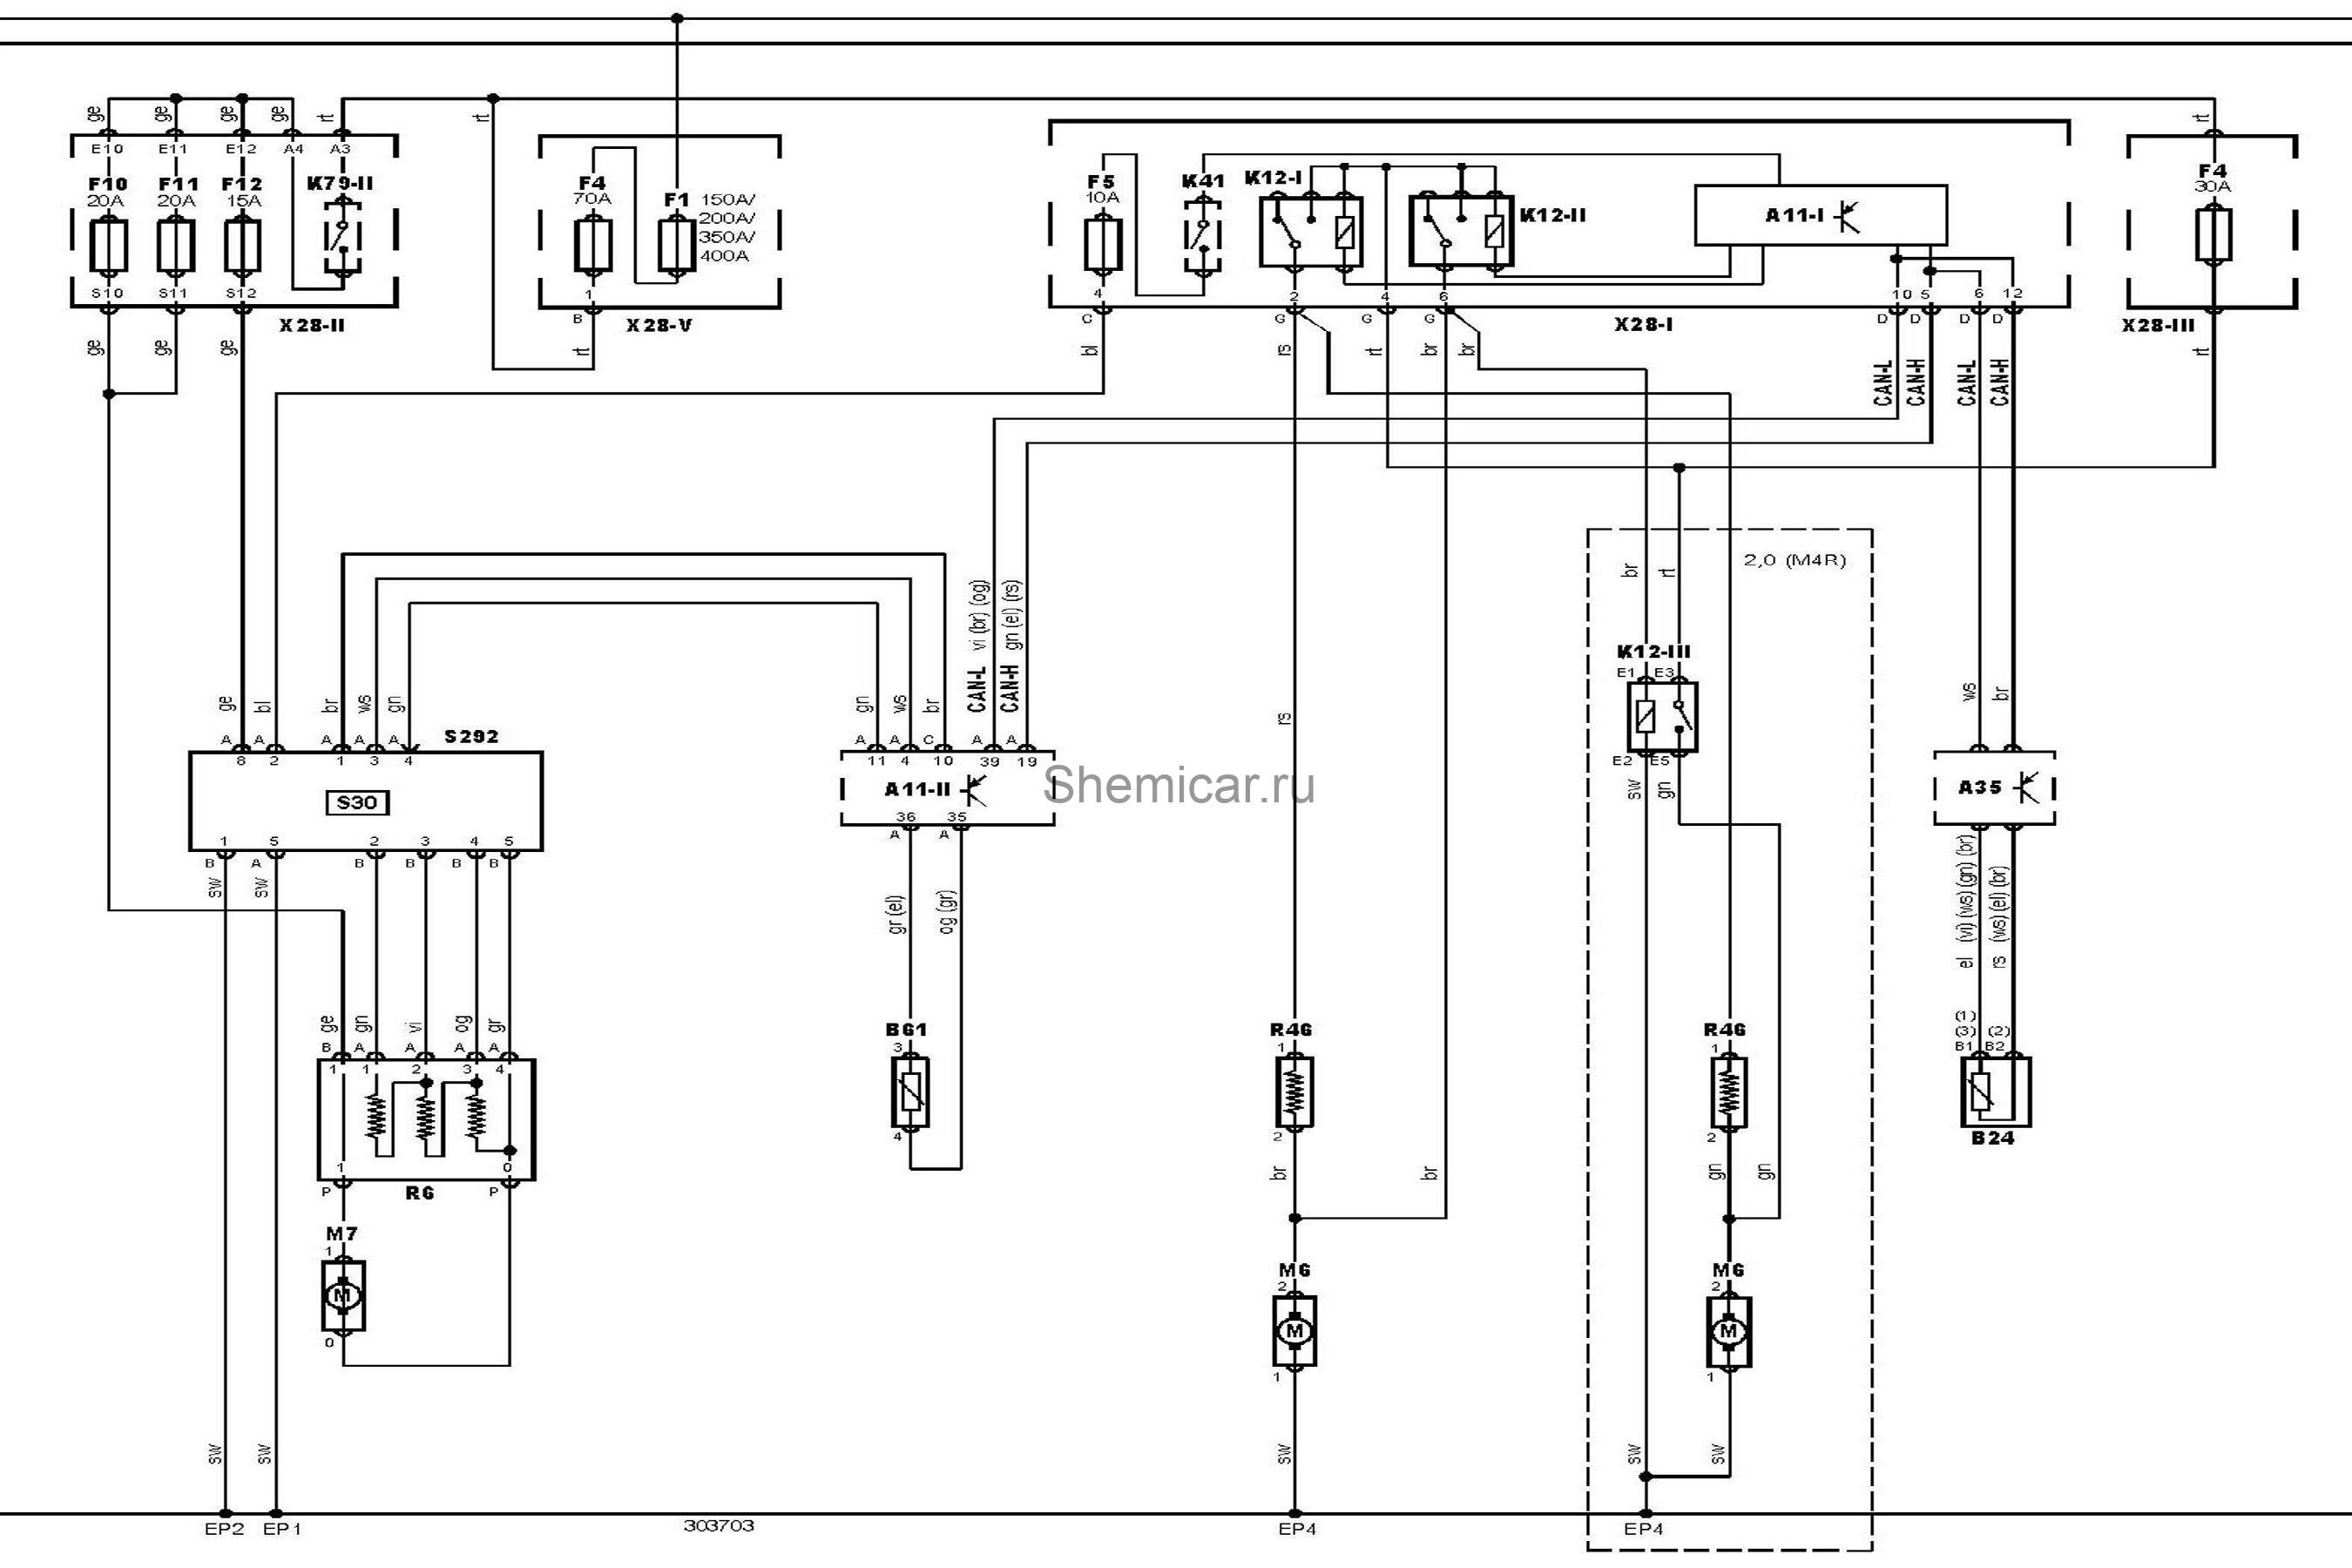 ge ge ge ge rt rt rt
E10 E11 E12 A4 A3
F10 F11 F12 K79-II
20A 20A 15A
S10 S11 S12
X28-II
F4
70A
F1 150A/
200A/
350A/
400A
1
B
X28-V
F5
10A
K41
K12-I
K12-II
A11-I
4 2 4 6 10 5 6 12
C G G G D D D D
X28-I
F4
30A
X28-III
ge ge ge rt bl rs rt br br rt
CAN-L CAN-H CAN-L CAN-H
2,0 (M4R)
br rt
vi (br) (og)
gn (el) (rs)
CAN-L CAN-H
K12-III
E1 E3
E2 E5
sw gn
ge bl br ws gn
gn ws br
rs
ws br
A A A A A
S292
8 2 1 3 4
S30
1 5 2 3 4 5
B A B B B B
sw sw
A A C A A
11 4 10 39 19
A11-II
36 35
A A
Shemicar.ru
A35
gr (el)
og (gr)
el (vi) (ws) (gn) (br)
rs (ws) (el) (br)
ge gn vi og gr
B A A A A
1 1 2 3 4
1 0
P P
R6
B61
3
4
R46
1
2
R46
1
2
(1)
(3) (2)
B1 B2
B24
br br gn gn
M7
1
M
0
M6
2
M
1
M6
2
M
1
sw sw sw sw sw
EP2 EP1 303703 EP4 EP4